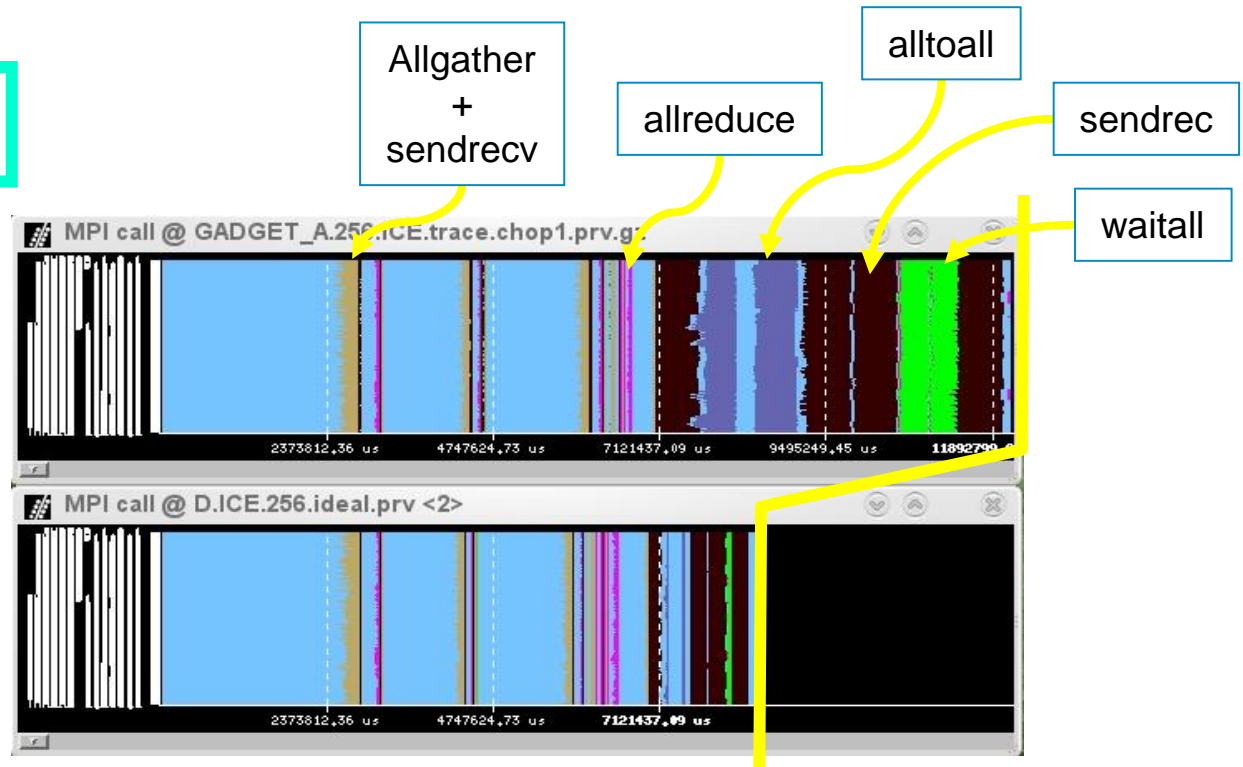 Allgather
+
sendrecv
allreduce
alltoall
sendrec
waitall
MPI call @ GADGET_A.256.ICE.trace.chop1.prv.gz
2373812,36 us
4747624,73 us
7121437,09 us
9495249,45 us
MPI call @ D.ICE.256.ideal.prv <2>
2373812,36 us
4747624,73 us
7121437,09 us